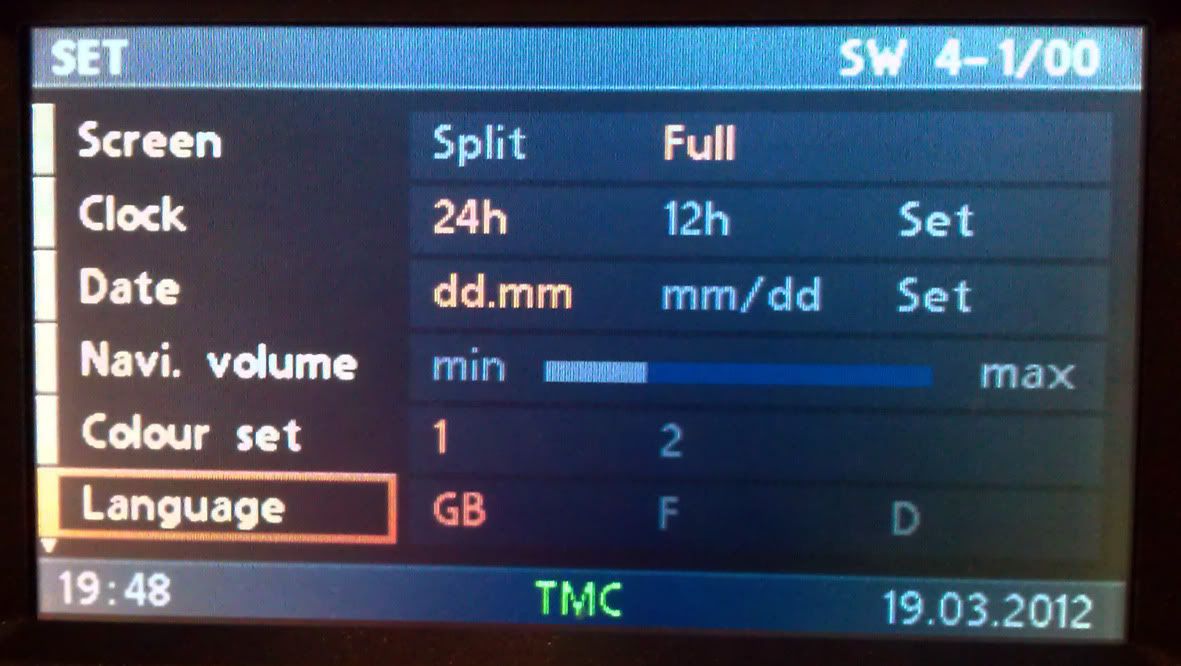 SET SW 4-1/00
Screen Split Full
Clock 24h 12h Set
Date dd.mm mm/dd Set
Navi. volume min max
Colour set 1 2
Language GB F D
19:48 TMC 19.03.2012